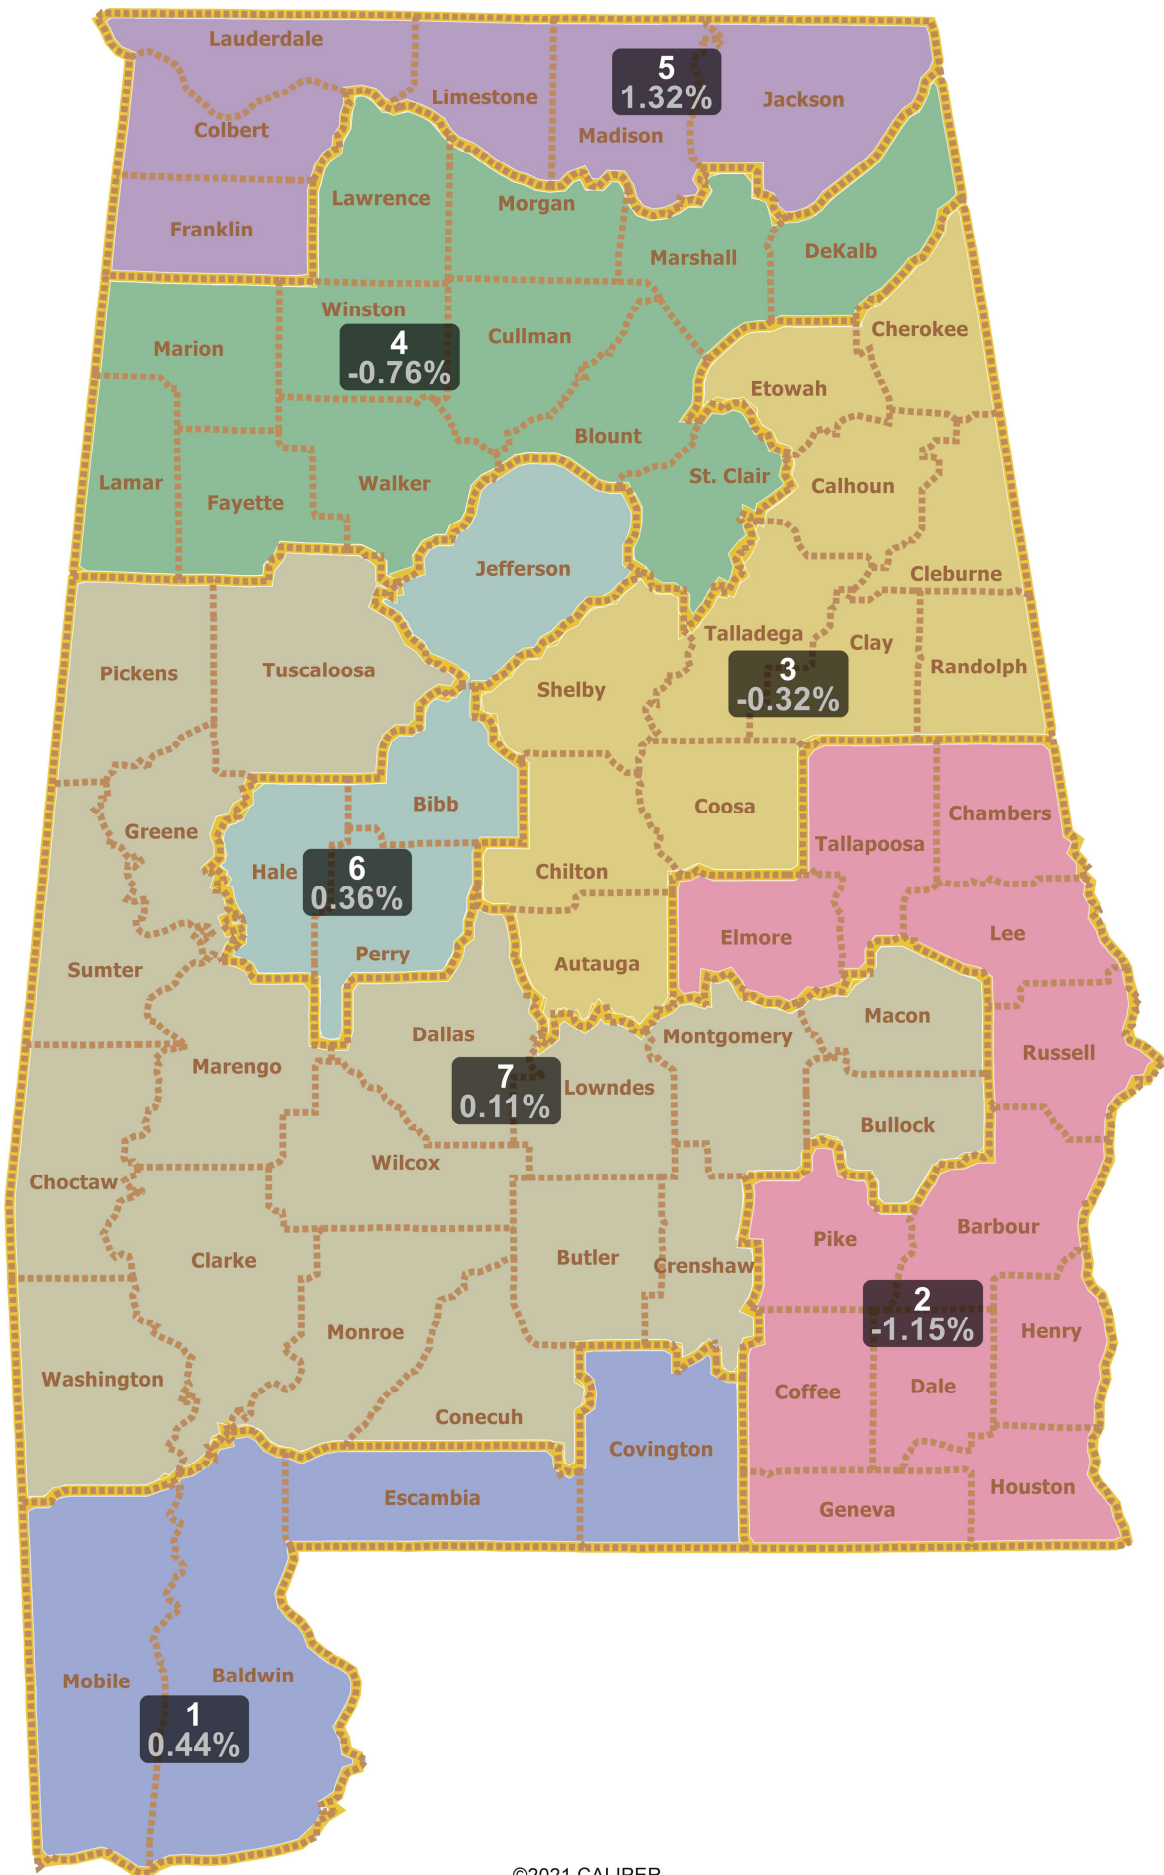 Lauderdale
5
1.32%
Limestone
Jackson
Colbert
Madison
Lawrence
Morgan
Franklin
DeKalb
Marshall
Winston
Cherokee
Cullman
Marion
4
-0.76%
Etowah
Blount
St. Clair
Lamar
Walker
Calhoun
Fayette
Jefferson
Cleburne
Talladega
Clay
Pickens
Tuscaloosa
Randolph
3
-0.32%
Shelby
Bibb
Coosa
Chambers
Greene
Tallapoosa
Hale
6
0.36%
Chilton
Elmore
Lee
Perry
Autauga
Sumter
Macon
Dallas
Montgomery
Russell
Marengo
7
0.11%
Lowndes
Bullock
Wilcox
Choctaw
Barbour
Pike
Clarke
Butler
Crenshaw
2
-1.15%
Monroe
Henry
Washington
Dale
Coffee
Conecuh
Covington
Houston
Escambia
Geneva
Mobile
Baldwin
1
0.44%
©2021 CALIPER